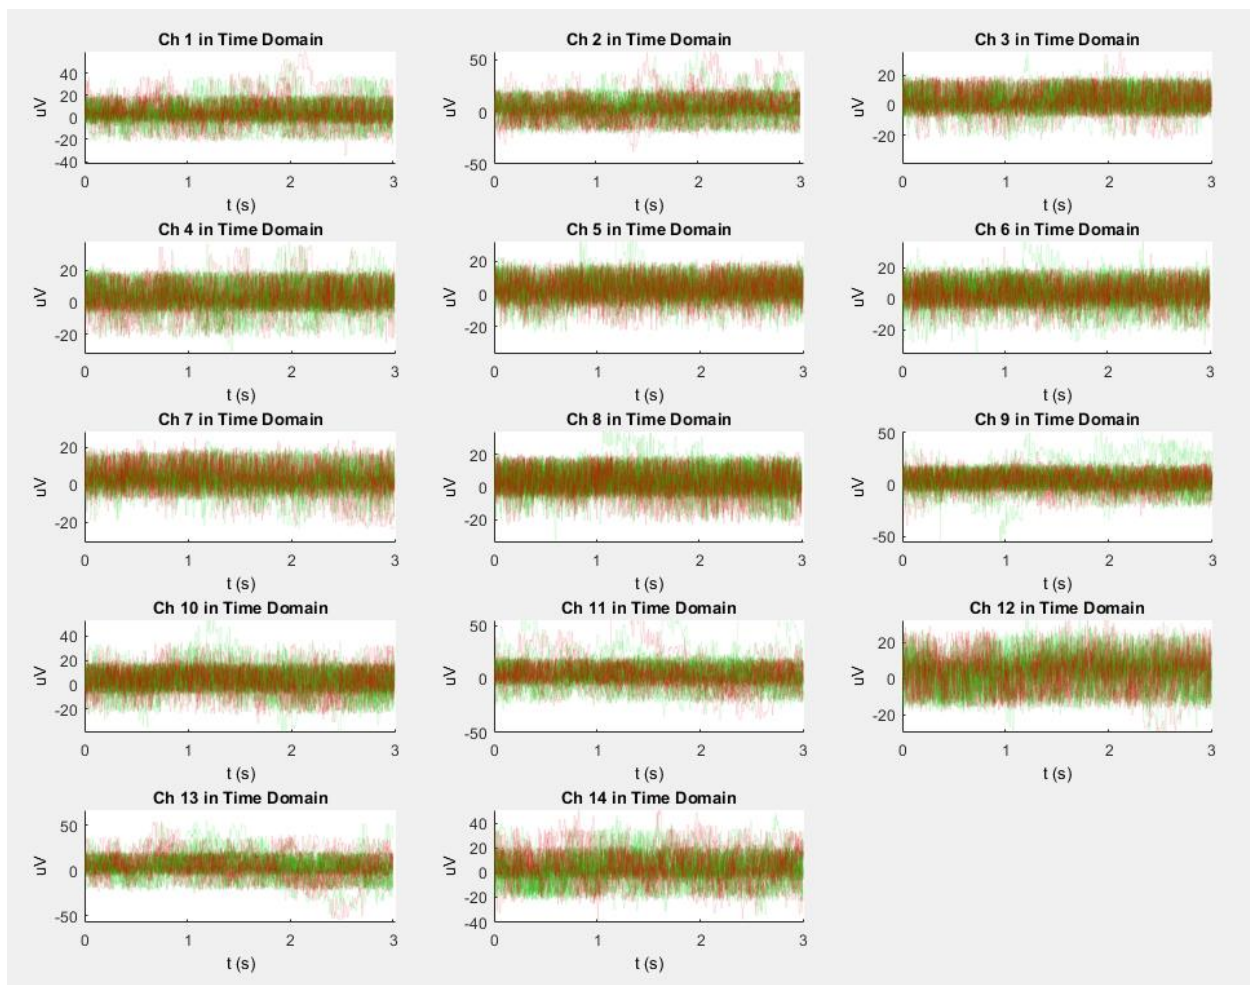 Ch 1 in Time Domain
40
20
0
-20
-40
uV
0 1 2 3
t (s)
Ch 2 in Time Domain
50
0
-50
uV
0 1 2 3
t (s)
Ch 3 in Time Domain
20
0
-20
uV
0 1 2 3
t (s)
Ch 4 in Time Domain
20
0
-20
uV
0 1 2 3
t (s)
Ch 5 in Time Domain
20
0
-20
uV
0 1 2 3
t (s)
Ch 6 in Time Domain
20
0
-20
uV
0 1 2 3
t (s)
Ch 7 in Time Domain
20
0
-20
uV
0 1 2 3
t (s)
Ch 8 in Time Domain
20
0
-20
uV
0 1 2 3
t (s)
Ch 9 in Time Domain
50
0
-50
uV
0 1 2 3
t (s)
Ch 10 in Time Domain
40
20
0
-20
uV
0 1 2 3
t (s)
Ch 11 in Time Domain
50
0
-50
uV
0 1 2 3
t (s)
Ch 12 in Time Domain
20
0
-20
uV
0 1 2 3
t (s)
Ch 13 in Time Domain
50
0
-50
uV
0 1 2 3
t (s)
Ch 14 in Time Domain
40
20
0
-20
-40
uV
0 1 2 3
t (s)